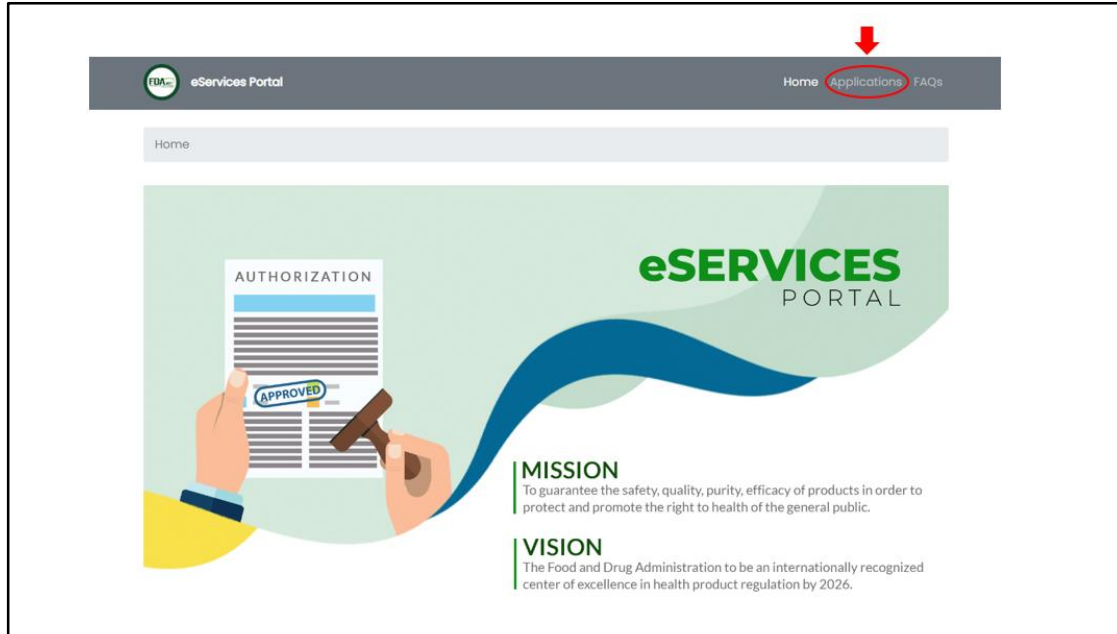 FDA
eServices Portal
Home Applications FAQs
Home
AUTHORIZATION
eSERVICES
PORTAL
APPROVED
MISSION
To guarantee the safety, quality, purity, efficacy of products in order to
protect and promote the right to health of the general public.
VISION
The Food and Drug Administration to be an internationally recognized
center of excellence in health product regulation by 2026.